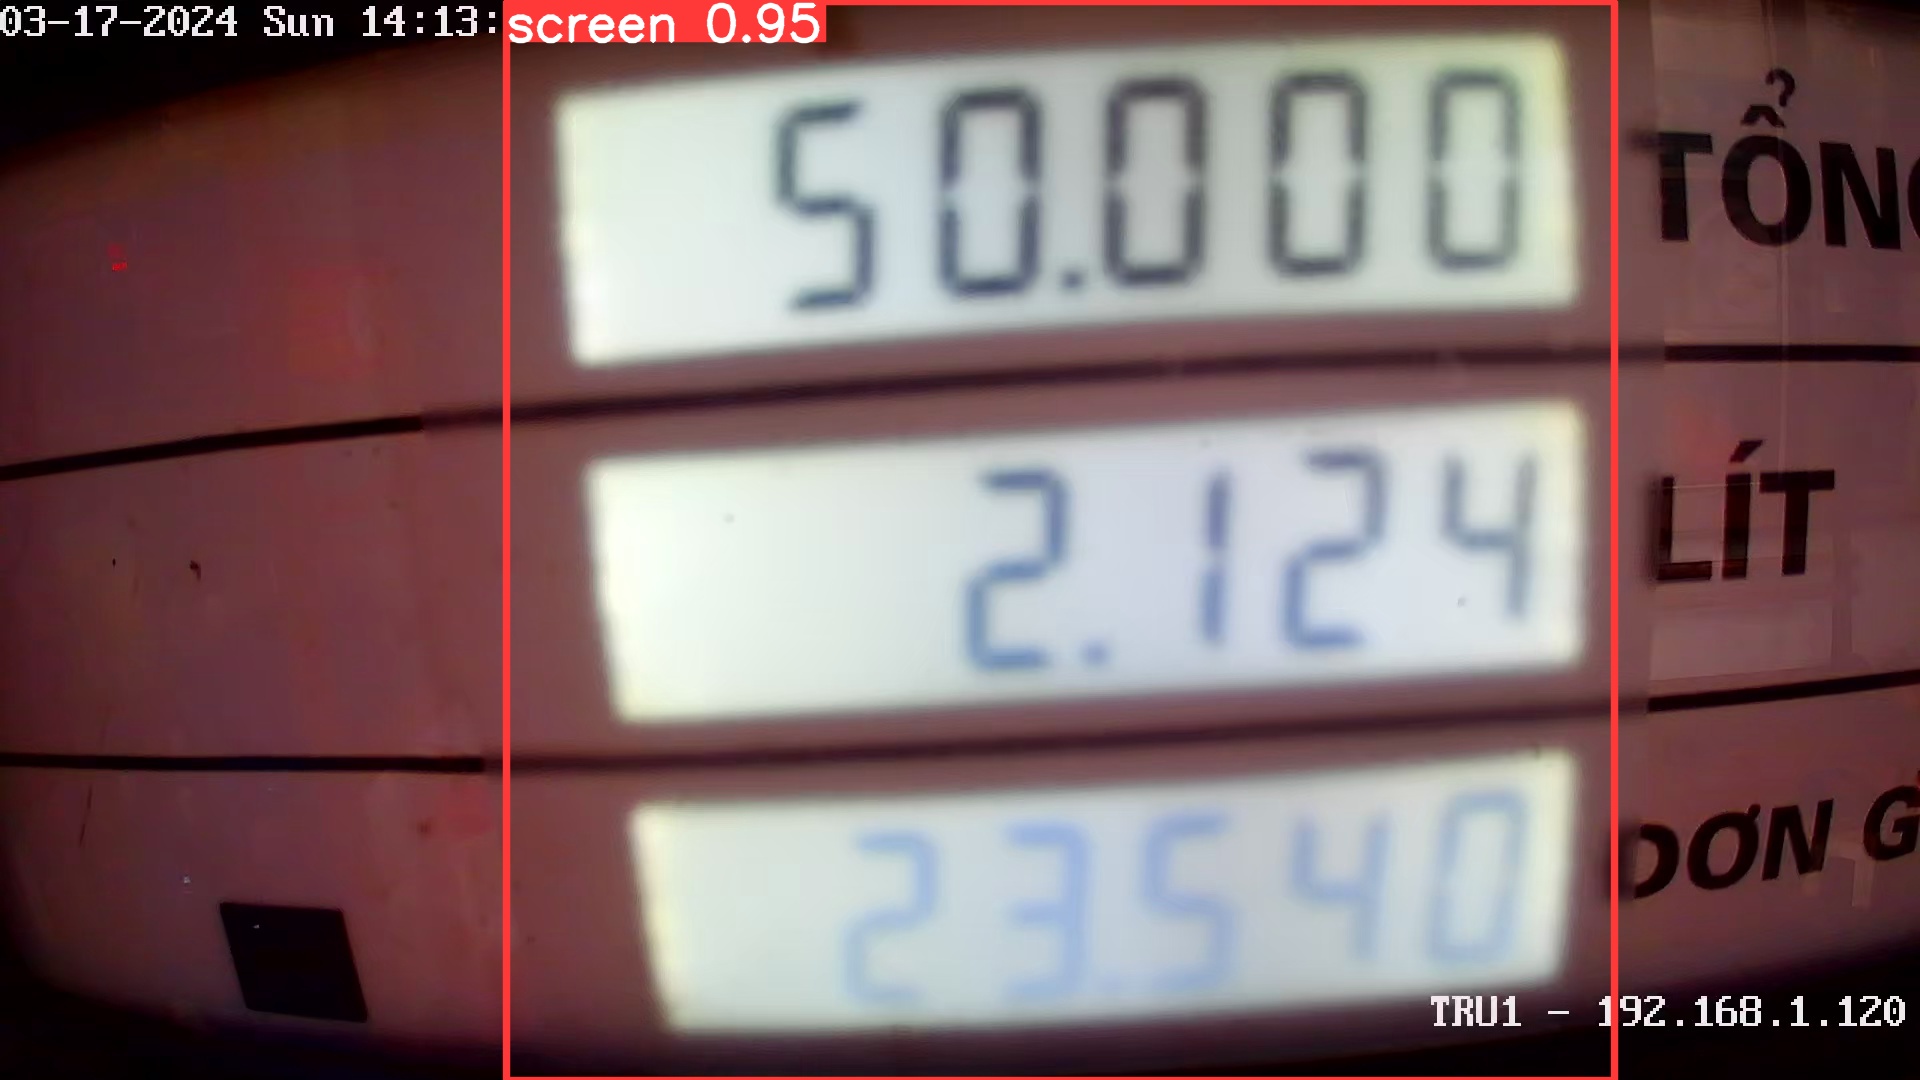 03-17-2024 Sun 14:13:
screen 0.95
50.000
TỔNG
2.124
LÍT
23.540
ĐƠN G
TRU1 - 192.168.1.120